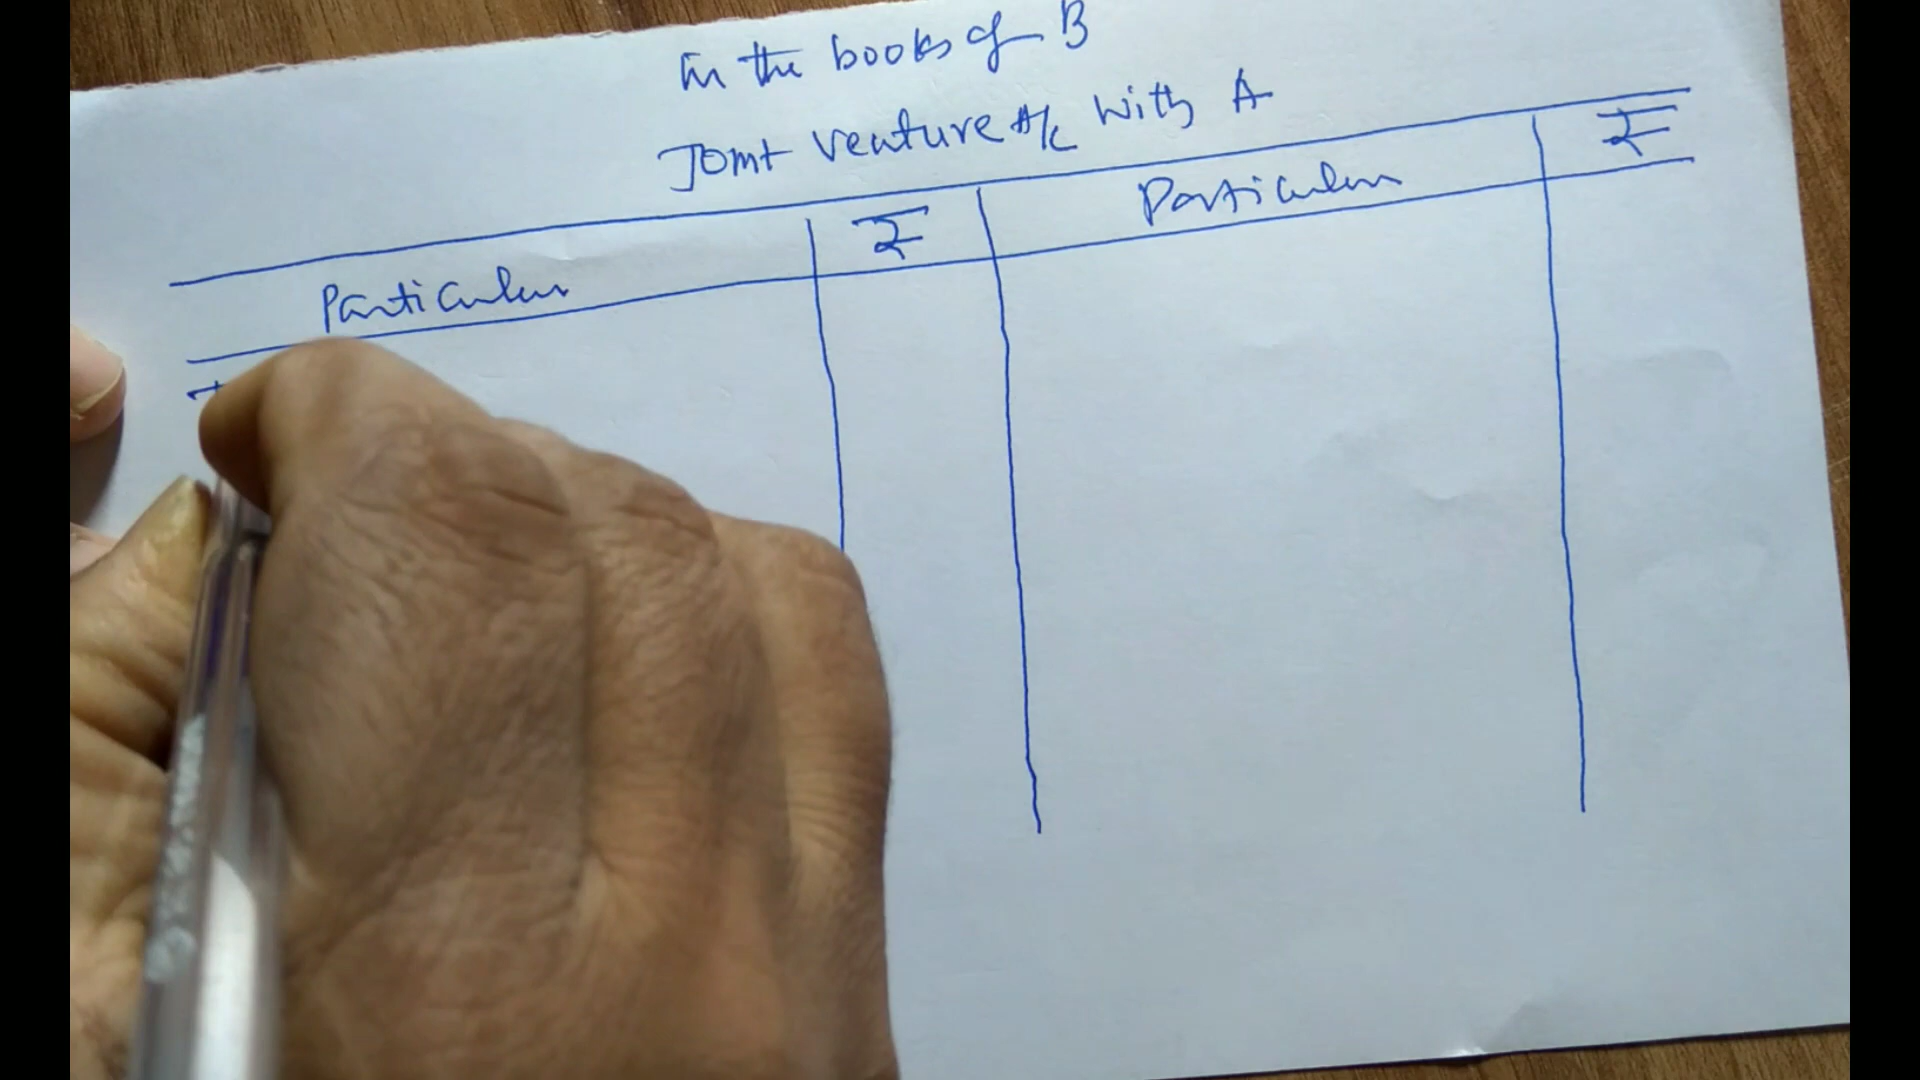 In the books of B
Joint Venture A/c with A
Particulars ₹ Particulars ₹